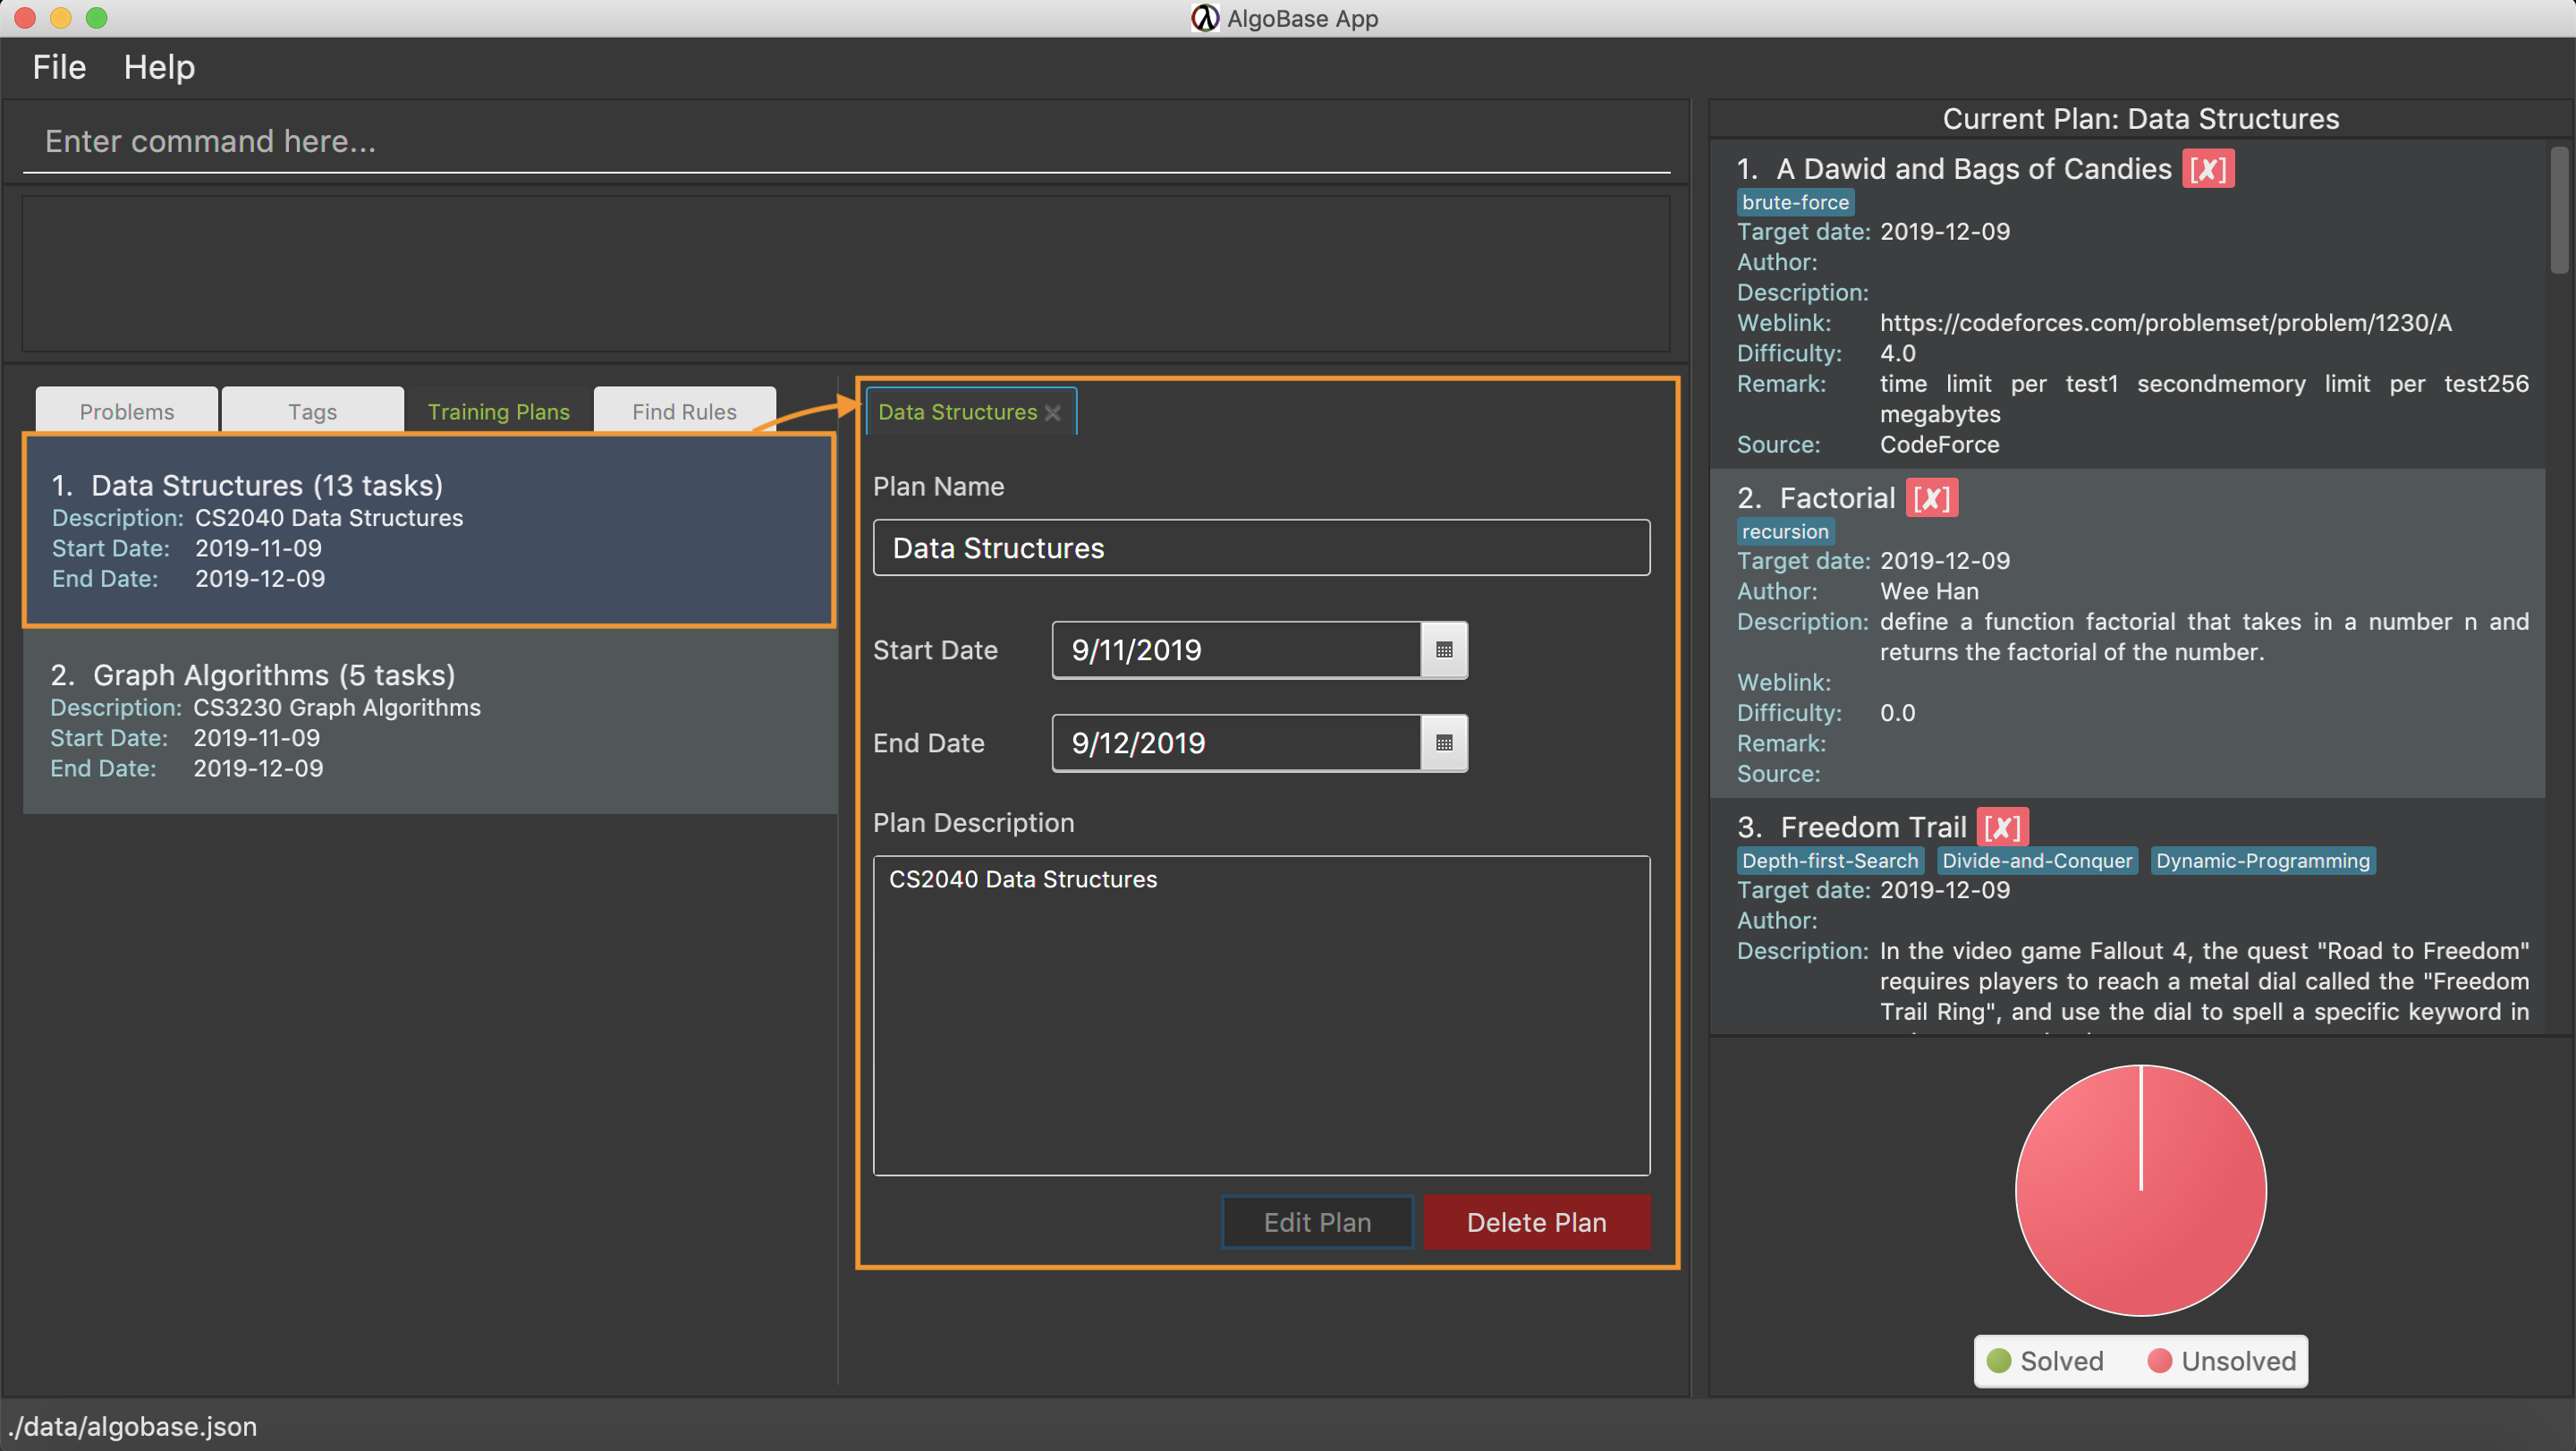 AlgoBase App
File Help
Enter command here...
Problems Tags Training Plans Find Rules
1. Data Structures (13 tasks)
Description: CS2040 Data Structures
Start Date: 2019-11-09
End Date: 2019-12-09
2. Graph Algorithms (5 tasks)
Description: CS3230 Graph Algorithms
Start Date: 2019-11-09
End Date: 2019-12-09
Data Structures
Plan Name
Data Structures
Start Date 9/11/2019
End Date 9/12/2019
Plan Description
CS2040 Data Structures
Edit Plan Delete Plan
Current Plan: Data Structures
1. A Dawid and Bags of Candies [✘]
brute-force
Target date: 2019-12-09
Author:
Description:
Weblink: https://codeforces.com/problemset/problem/1230/A
Difficulty: 4.0
Remark: time limit per test1 secondmemory limit per test256
megabytes
Source: CodeForce
2. Factorial [✘]
recursion
Target date: 2019-12-09
Author: Wee Han
Description: define a function factorial that takes in a number n and
returns the factorial of the number.
Weblink:
Difficulty: 0.0
Remark:
Source:
3. Freedom Trail [✘]
Depth-first-Search Divide-and-Conquer Dynamic-Programming
Target date: 2019-12-09
Author:
Description: In the video game Fallout 4, the quest "Road to Freedom"
requires players to reach a metal dial called the "Freedom
Trail Ring", and use the dial to spell a specific keyword in
Solved Unsolved
./data/algobase.json